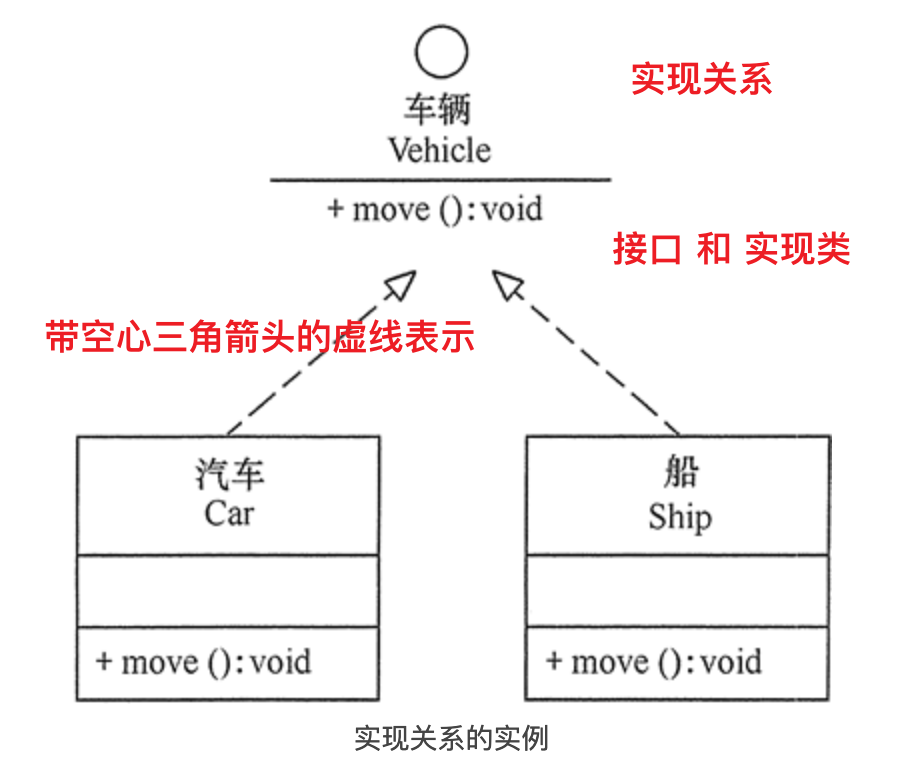 实现关系
车辆
Vehicle
+ move () : void
接口 和 实现类
带空心三角箭头的虚线表示
汽车
Car
+ move () : void
船
Ship
+ move () : void
实现关系的实例